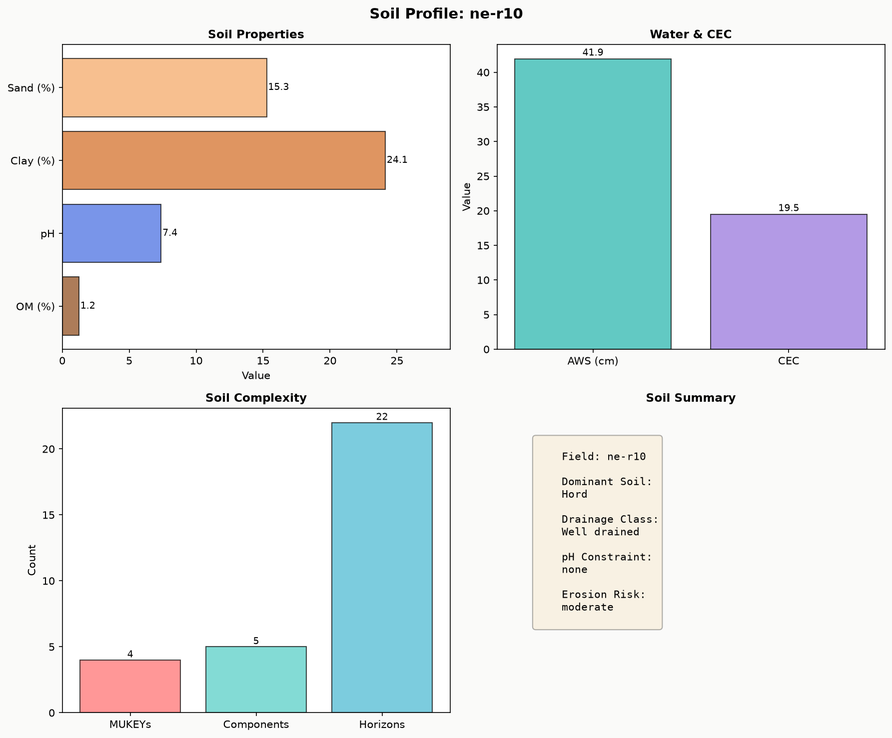 Soil Profile: ne-r10
Soil Properties
Sand (%)
15.3
Clay (%)
24.1
pH
7.4
OM (%)
1.2
0
5
10
15
20
25
Value
Water & CEC
Value
40
35
30
25
20
15
10
5
0
41.9
19.5
AWS (cm)
CEC
Soil Complexity
Count
20
15
10
5
0
4
5
22
MUKEYs
Components
Horizons
Soil Summary
Field: ne-r10
Dominant Soil:
Hord
Drainage Class:
Well drained
pH Constraint:
none
Erosion Risk:
moderate